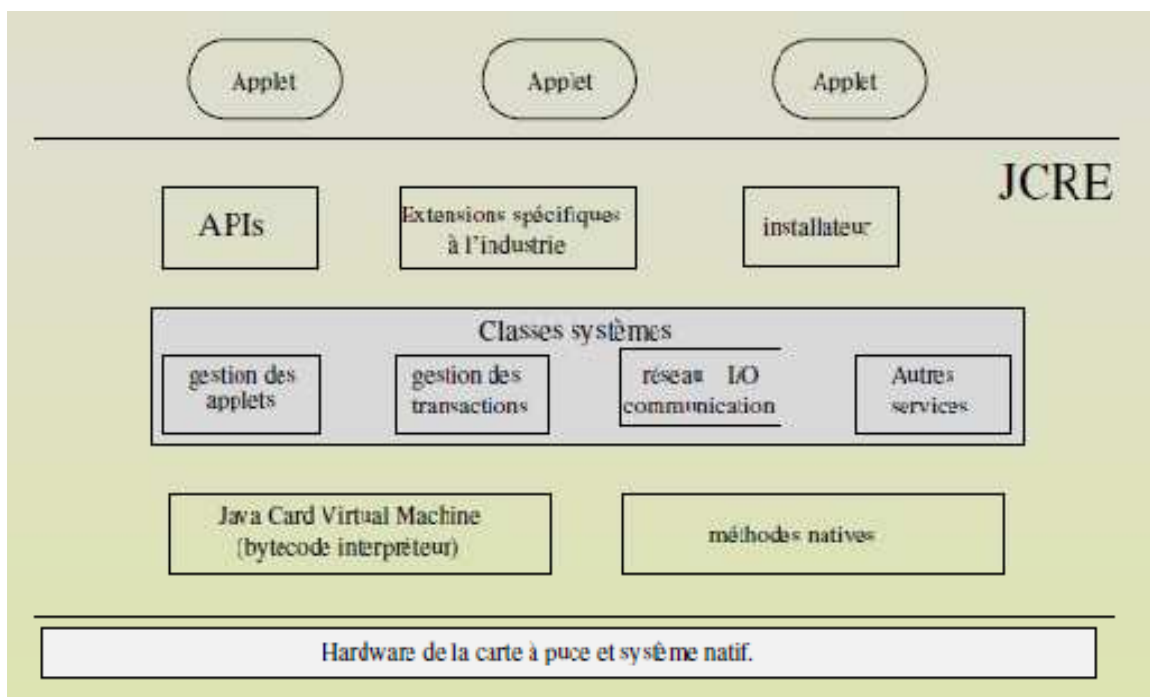 Applet
Applet
Applet
JCRE
APIs
Extensions spécifiques
à l'industrie
installateur
Classes systèmes
gestion des
applets
gestion des
transactions
réseau I/O
communication
Autres
services
Java Card Virtual Machine
(bytecode interpréteur)
méthodes natives
Hardware de la carte à puce et système natif.